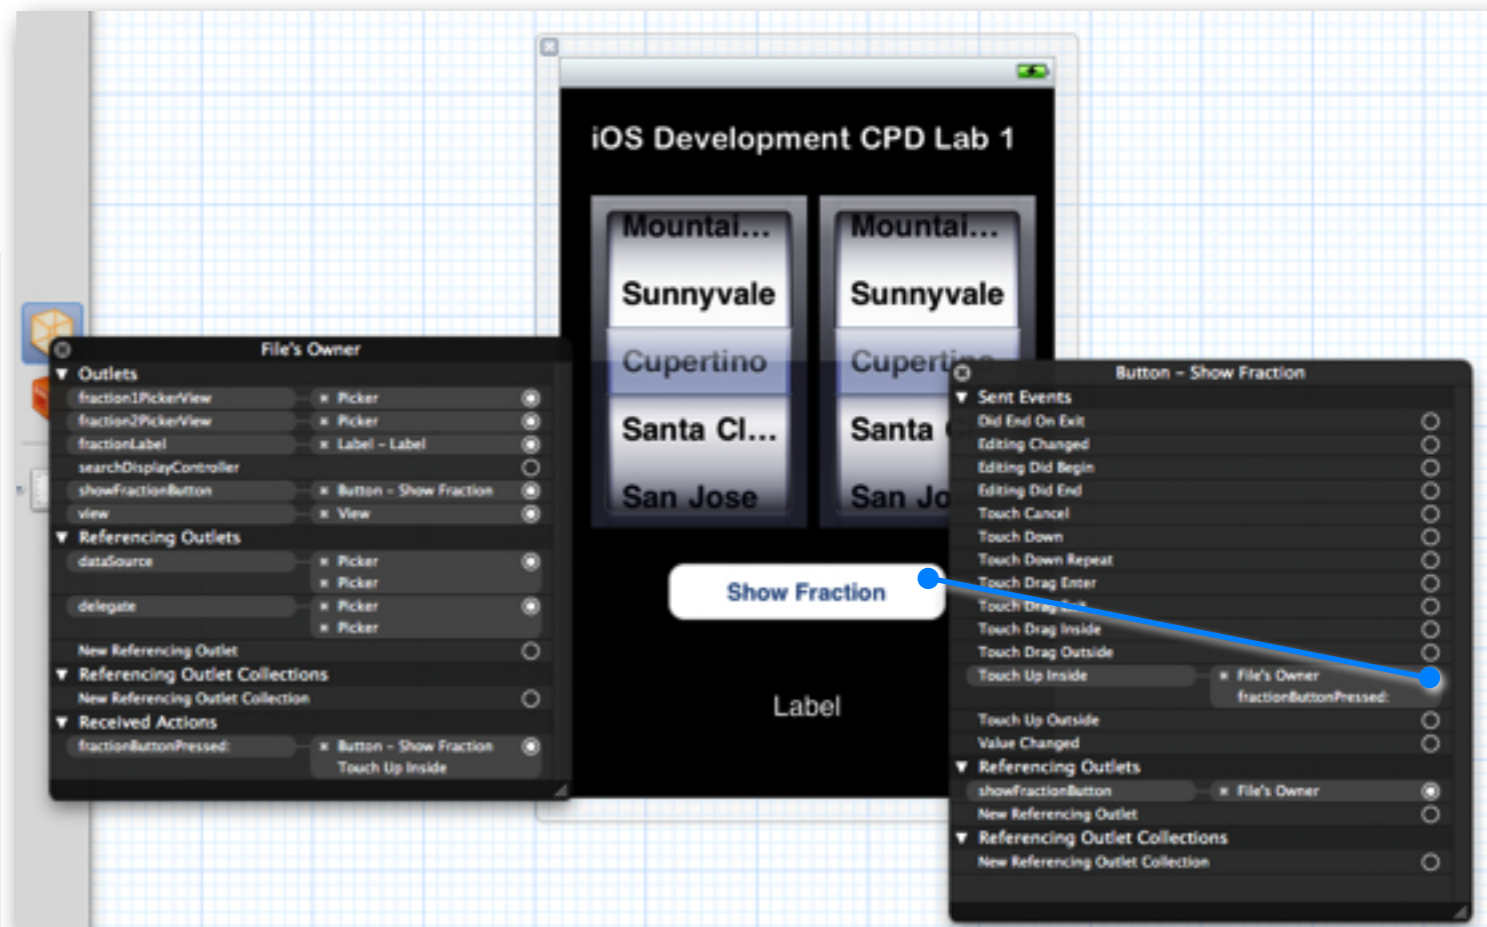 iOS Development CPD Lab 1
Mountai...
Sunnyvale
Cupertino
Santa Cl...
San Jose
Mountai...
Sunnyvale
Cupertino
Santa
San Jo
Show Fraction
Label
File's Owner
Outlets
fraction1PickerView Picker
fraction2PickerView Picker
fractionLabel Label - Label
searchDisplayController
showFractionButton Button - Show Fraction
view View
Referencing Outlets
dataSource Picker
Picker
delegate Picker
Picker
New Referencing Outlet
Referencing Outlet Collections
New Referencing Outlet Collection
Received Actions
fractionButtonPressed: Button - Show Fraction
Touch Up Inside
Button - Show Fraction
Sent Events
Did End On Exit
Editing Changed
Editing Did Begin
Editing Did End
Touch Cancel
Touch Down
Touch Down Repeat
Touch Drag Enter
Touch Drag Exit
Touch Drag Inside
Touch Drag Outside
Touch Up Inside File's Owner
fractionButtonPressed:
Touch Up Outside
Value Changed
Referencing Outlets
showFractionButton File's Owner
New Referencing Outlet
Referencing Outlet Collections
New Referencing Outlet Collection